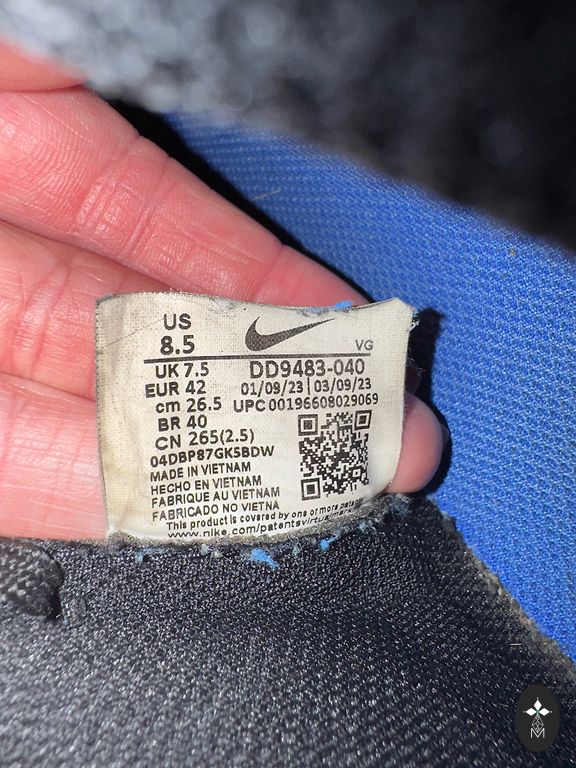 US
8.5
VG
UK 7.5 DD9483-040
EUR 42 01/09/23 | 03/09/23
cm 26.5 UPC 00196608029069
BR 40
CN 265(2.5)
04DBP87GK5BDW
MADE IN VIETNAM
HECHO EN VIETNAM
FABRIQUE AU VIETNAM
FABRICADO NO VIETNA
This product is covered by one or more
www.nike.com/patents
M